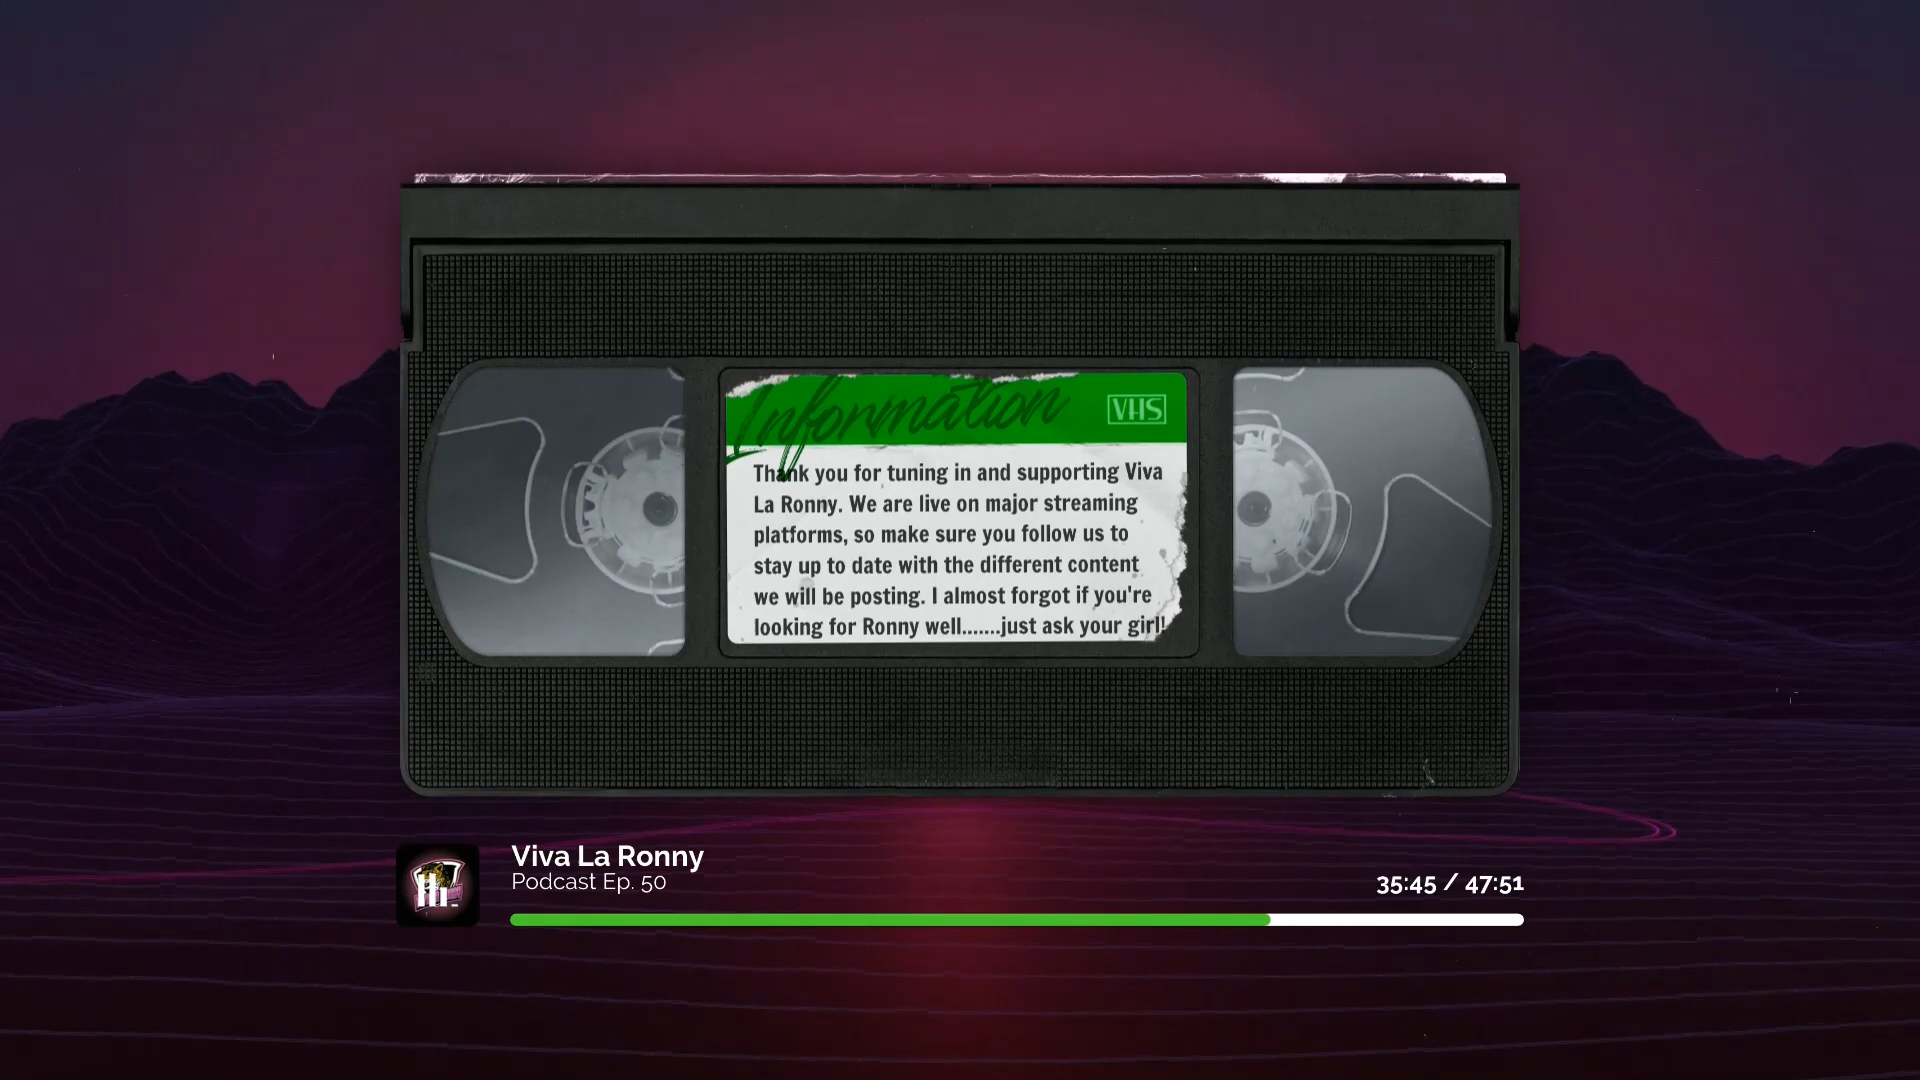 Information
VHS
Thank you for tuning in and supporting Viva
La Ronny. We are live on major streaming
platforms, so make sure you follow us to
stay up to date with the different content
we will be posting. I almost forgot if you're
looking for Ronny well.......just ask your girl!
Viva La Ronny
Podcast Ep. 50
35:45 / 47:51